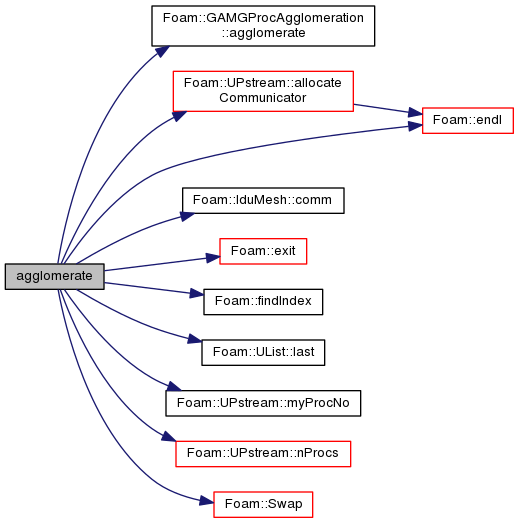 Foam::GAMGProcAgglomeration
::agglomerate
Foam::UPstream::allocate
Communicator
Foam::endl
Foam::lduMesh::comm
Foam::exit
agglomerate
Foam::findIndex
Foam::UList::last
Foam::UPstream::myProcNo
Foam::UPstream::nProcs
Foam::Swap